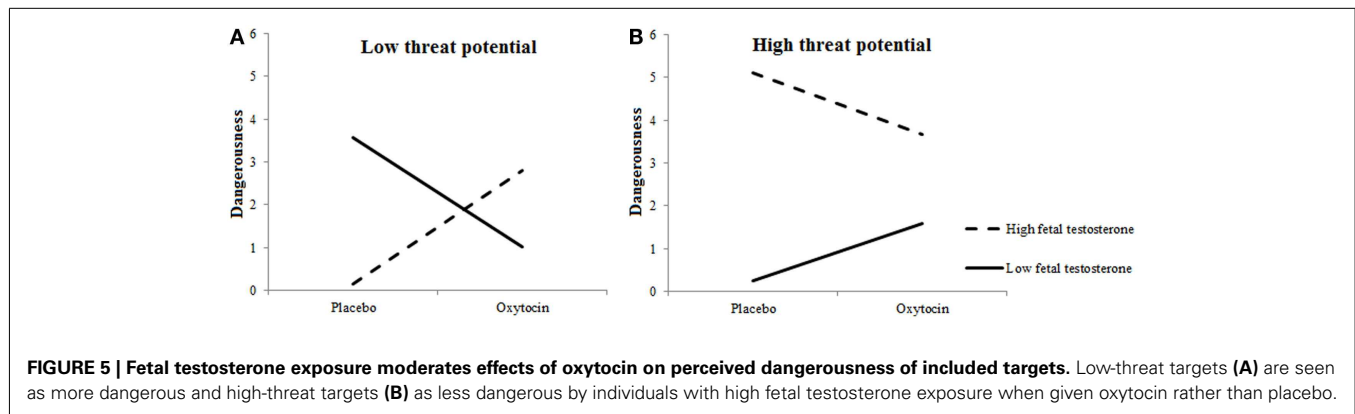 A
Low threat potential
Dangerousness
6
5
4
3
2
1
0
Placebo
Oxytocin
B
High threat potential
Dangerousness
6
5
4
3
2
1
0
Placebo
Oxytocin
High fetal testosterone
Low fetal testosterone
FIGURE 5 | Fetal testosterone exposure moderates effects of oxytocin on perceived dangerousness of included targets. Low-threat targets (A) are seen
as more dangerous and high-threat targets (B) as less dangerous by individuals with high fetal testosterone exposure when given oxytocin rather than placebo.